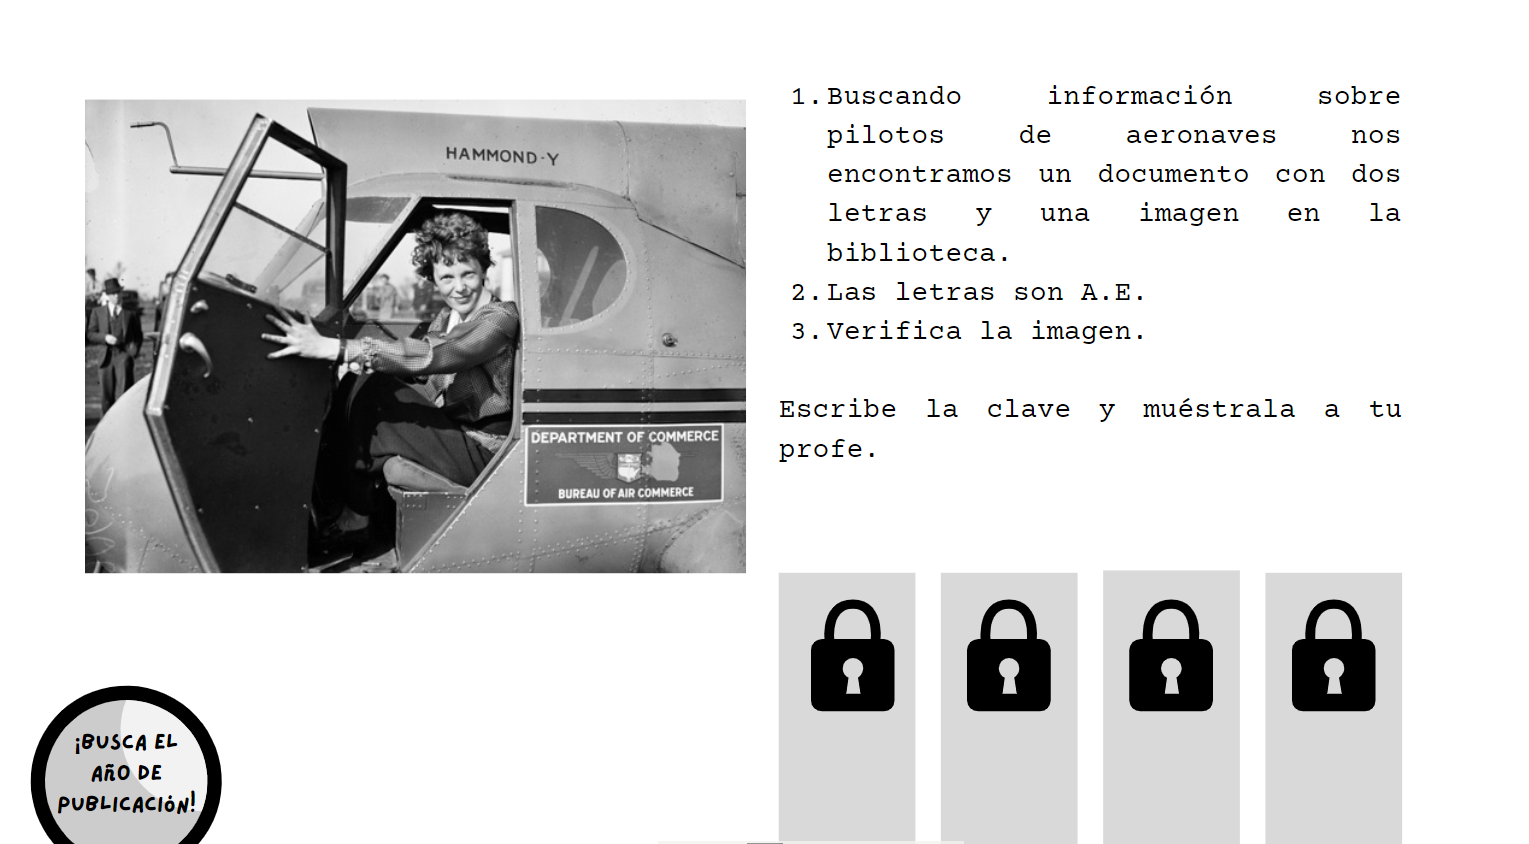 HAMMOND-Y
DEPARTMENT OF COMMERCE
BUREAU OF AIR COMMERCE
1. Buscando información sobre
pilotos de aeronaves nos
encontramos un documento con dos
letras y una imagen en la
biblioteca.
2. Las letras son A.E.
3. Verifica la imagen.
Escribe la clave y muéstrala a tu
profe.
¡BUSCA EL
AÑO DE
PUBLICACIÓN!